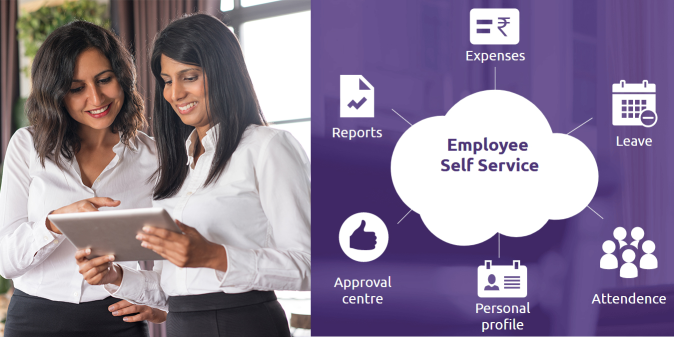 Expenses
Reports
Leave
Employee
Self Service
Approval
centre
Personal
profile
Attendence